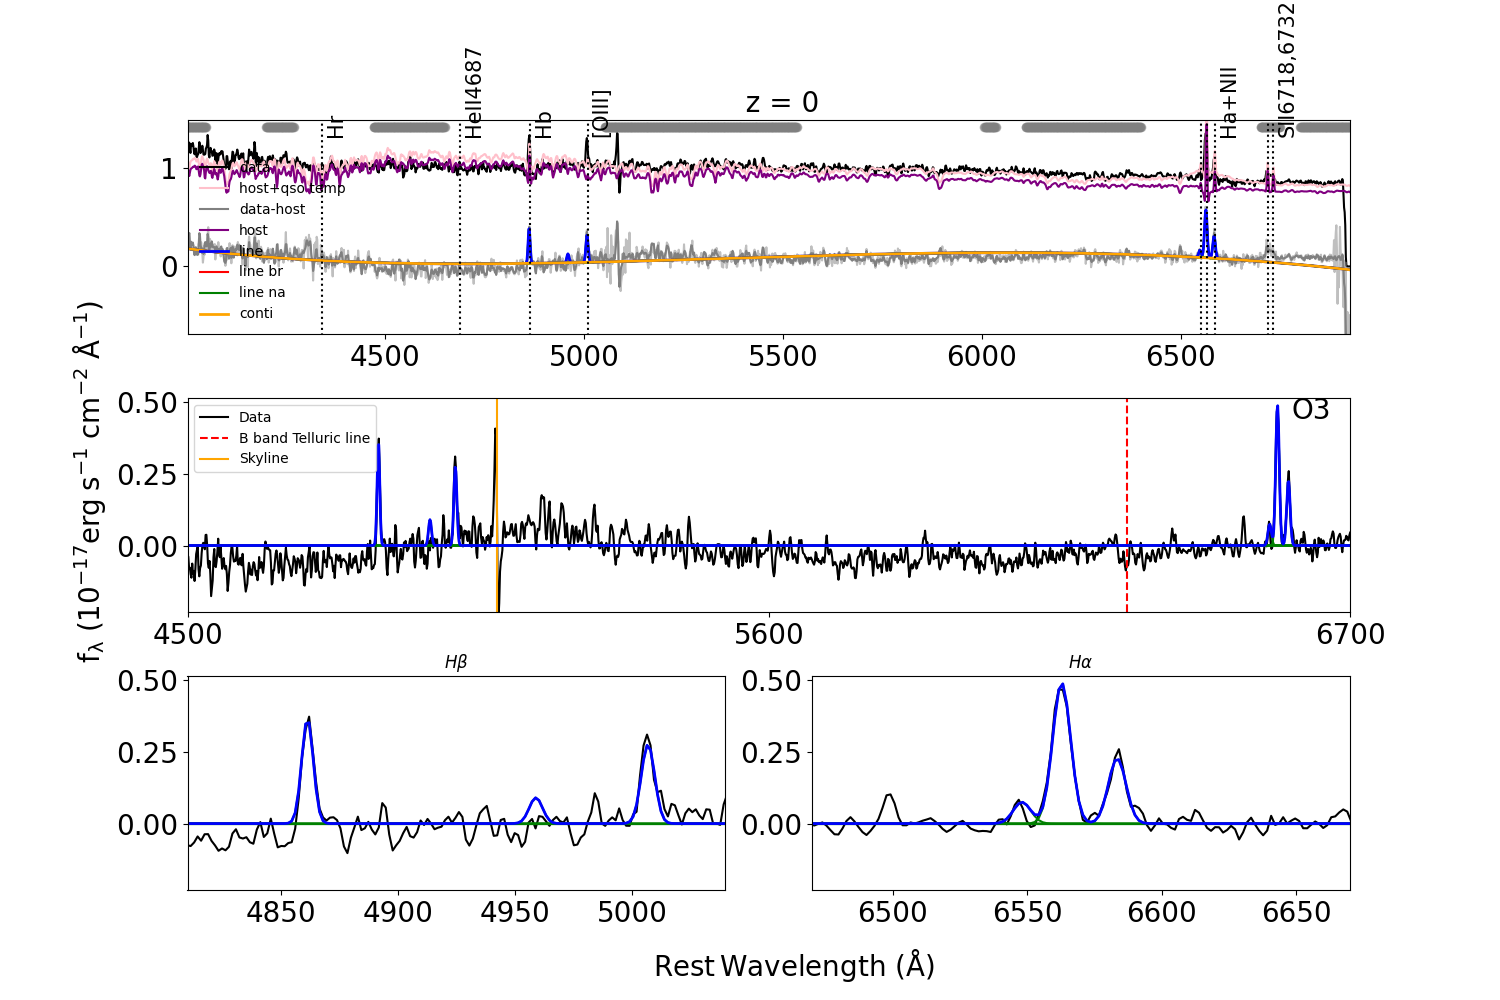 z = 0
Hr
HeII4687
Hb
[OIII]
Ha+NII
SII6718,6732
1
0
data
host+qso temp
data-host
host
line
line br
line na
conti
4500 5000 5500 6000 6500
f_λ (10^−17 erg s^−1 cm^−2 Å^−1)
0.50
0.25
0.00
Data
B band Telluric line
Skyline
O3
4500 5600 6700
Hβ
0.50
0.25
0.00
4850 4900 4950 5000
Hα
0.50
0.25
0.00
6500 6550 6600 6650
Rest Wavelength (Å)